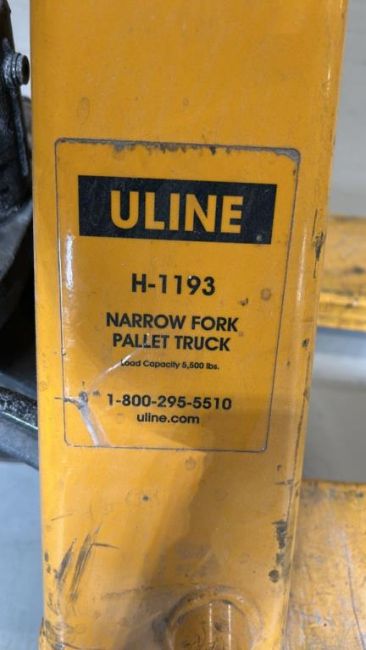 ULINE
H-1193
NARROW FORK
PALLET TRUCK
Load Capacity 5,500 lbs.
1-800-295-5510
uline.com